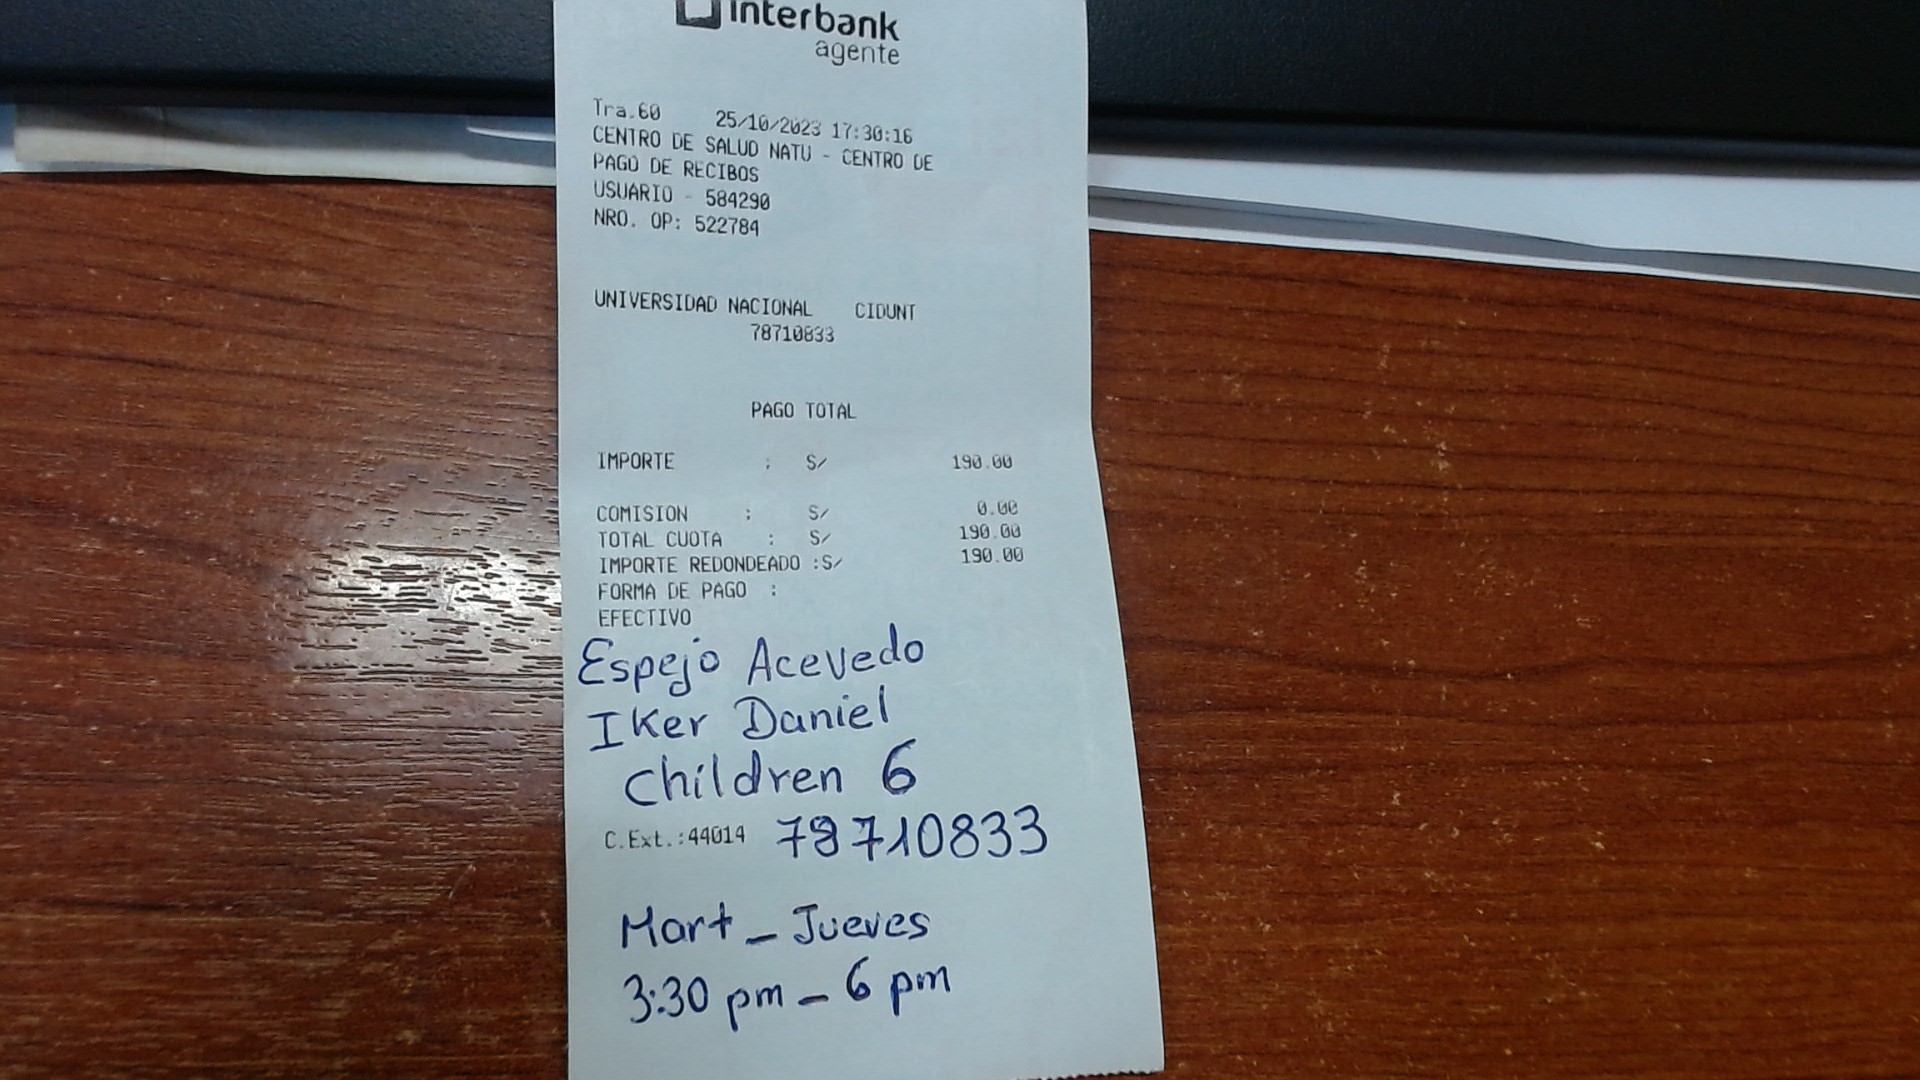 interbank
agente
Tra.60 25/10/2023 17:30:16
CENTRO DE SALUD NATU - CENTRO DE
PAGO DE RECIBOS
USUARIO - 584290
NRO. OP: 522784
UNIVERSIDAD NACIONAL CIDUNT
78710833
PAGO TOTAL
IMPORTE : S/ 190.00
COMISION : S/ 0.00
TOTAL CUOTA : S/ 190.00
IMPORTE REDONDEADO :S/ 190.00
FORMA DE PAGO :
EFECTIVO
Espejo Acevedo
Iker Daniel
Children 6
C.Ext.:44014 78710833
Mart - Jueves
3:30 pm - 6 pm